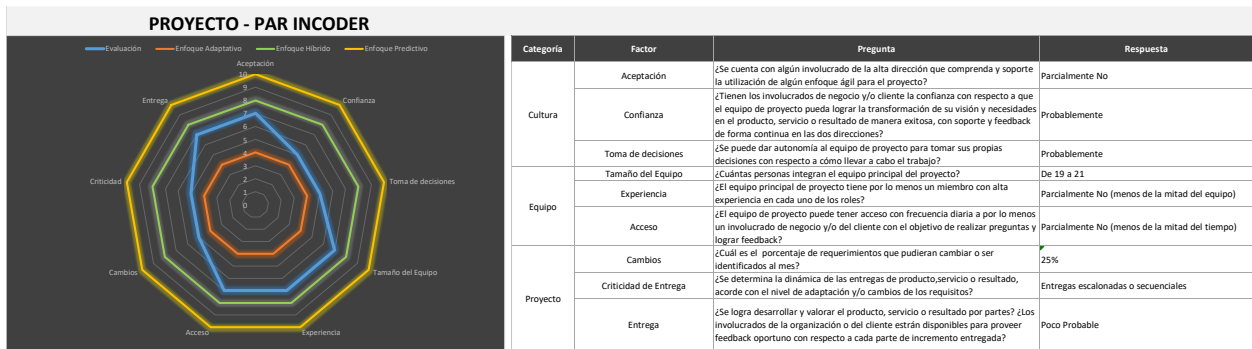 PROYECTO - PAR INCODER
Evaluación
Enfoque Adaptativo
Enfoque Híbrido
Enfoque Predictivo
Aceptación
Confianza
Toma de decisiones
Tamaño del Equipo
Experiencia
Acceso
Cambios
Criticidad
Entrega
10
9
8
7
6
5
4
3
2
1
0
Categoría Factor Pregunta Respuesta
Cultura
Aceptación
¿Se cuenta con algún involucrado de la alta dirección que comprenda y soporte
la utilización de algún enfoque ágil para el proyecto?
Parcialmente No
Confianza
¿Tienen los involucrados de negocio y/o cliente la confianza con respecto a que
el equipo de proyecto pueda lograr la transformación de su visión y necesidades
en el producto, servicio o resultado de manera exitosa, con soporte y feedback
de forma continua en las dos direcciones?
Probablemente
Toma de decisiones
¿Se puede dar autonomía al equipo de proyecto para tomar sus propias
decisiones con respecto a cómo llevar a cabo el trabajo?
Probablemente
Equipo
Tamaño del Equipo
¿Cuántas personas integran el equipo principal del proyecto?
De 19 a 21
Experiencia
¿El equipo principal de proyecto tiene por lo menos un miembro con alta
experiencia en cada uno de los roles?
Parcialmente No (menos de la mitad del equipo)
Acceso
¿El equipo de proyecto puede tener acceso con frecuencia diaria a por lo menos
un involucrado de negocio y/o del cliente con el objetivo de realizar preguntas y
lograr feedback?
Parcialmente No (menos de la mitad del tiempo)
Proyecto
Cambios
¿Cuál es el porcentaje de requerimientos que pudieran cambiar o ser
identificados al mes?
25%
Criticidad de Entrega
¿Se determina la dinámica de las entregas de producto,servicio o resultado,
acorde con el nivel de adaptación y/o cambios de los requisitos?
Entregas escalonadas o secuenciales
Entrega
¿Se logra desarrollar y valorar el producto, servicio o resultado por partes? ¿Los
involucrados de la organización o del cliente estarán disponibles para proveer
feedback oportuno con respecto a cada parte de incremento entregada?
Poco Probable